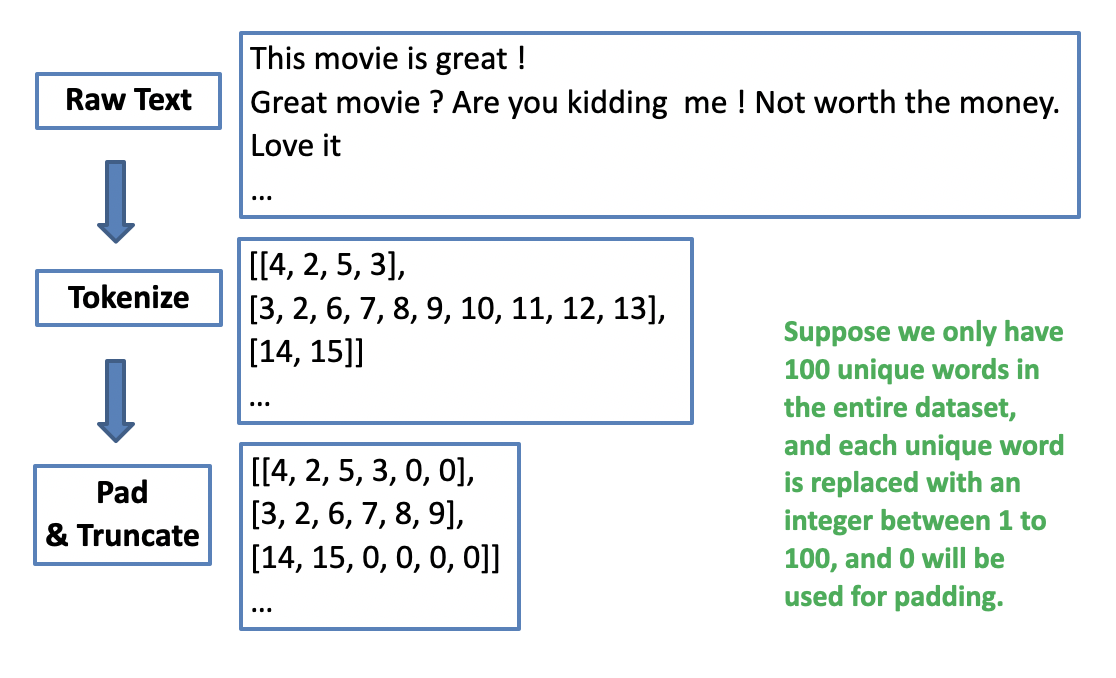 Raw Text
This movie is great !
Great movie ? Are you kidding  me ! Not worth the money.
Love it
...
Tokenize
[[4, 2, 5, 3],
[3, 2, 6, 7, 8, 9, 10, 11, 12, 13],
[14, 15]]
...
Pad
& Truncate
[[4, 2, 5, 3, 0, 0],
[3, 2, 6, 7, 8, 9],
[14, 15, 0, 0, 0, 0]]
...
Suppose we only have
100 unique words in
the entire dataset,
and each unique word
is replaced with an
integer between 1 to
100, and 0 will be
used for padding.